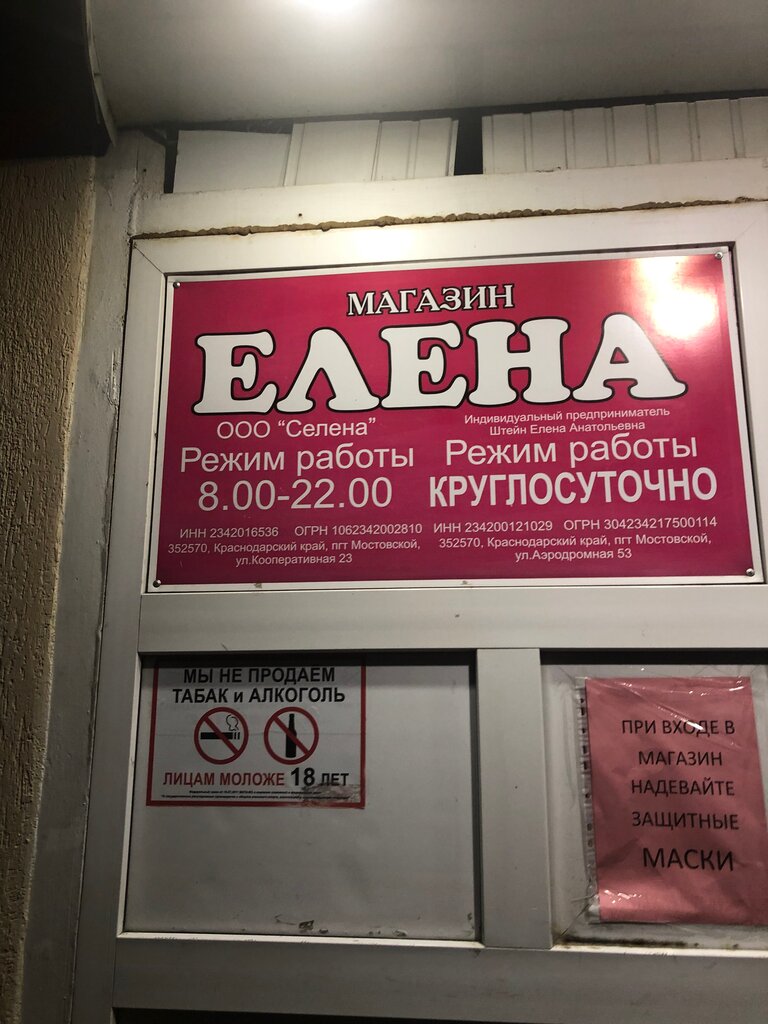 МАГАЗИН
ЕЛЕНА
ООО "Селена"
Режим работы
8.00-22.00
ИНН 2342016536 ОГРН 1062342002810
352570, Краснодарский край, пгт Мостовской,
ул.Кооперативная 23
Индивидуальный предприниматель
Штейн Елена Анатольевна
Режим работы
КРУГЛОСУТОЧНО
ИНН 234200121029 ОГРН 304234217500114
352570, Краснодарский край, пгт Мостовской,
ул.Аэродромная 53
МЫ НЕ ПРОДАЕМ
ТАБАК и АЛКОГОЛЬ
ЛИЦАМ МОЛОЖЕ 18 ЛЕТ
ПРИ ВХОДЕ В
МАГАЗИН
НАДЕВАЙТЕ
ЗАЩИТНЫЕ
МАСКИ